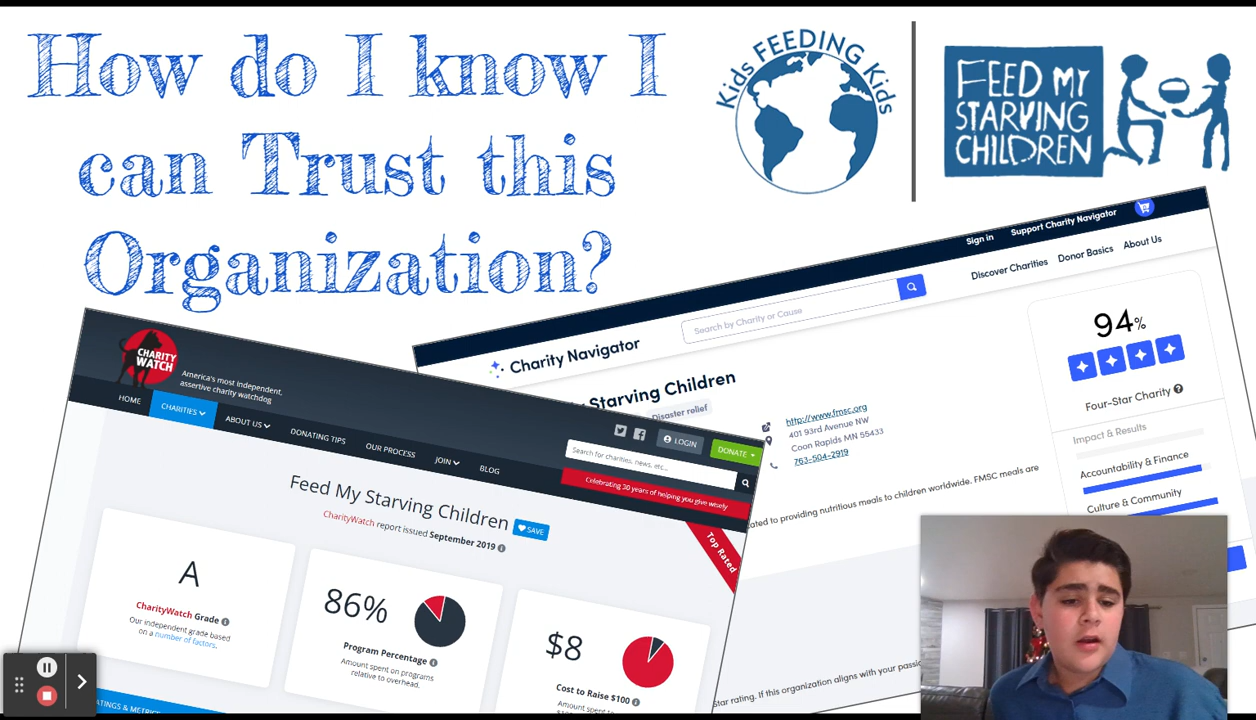 How do I know I
can Trust this
Organization?
Kids FEEDING Kids
FEED MY
STARVING
CHILDREN
Sign in
Support Charity Navigator
Search by Charity or Cause
Discover Charities
Donor Basics
About Us
Charity Navigator
Starving Children
Disaster relief
http://www.fmsc.org
401 93rd Avenue NW
Coon Rapids MN 55433
763-504-2919
to providing nutritious meals to children worldwide. FMSC meals are
94%
Four-Star Charity
Impact & Results
Accountability & Finance
Culture & Community
Star rating. If this organization aligns with your
CHARITY
WATCH
America's most independent,
assertive charity watchdog
HOME
CHARITIES
ABOUT US
DONATING TIPS
OUR PROCESS
JOIN
BLOG
LOGIN
DONATE
Search for charities, news, etc...
Celebrating 30 years of helping you give wisely
Feed My Starving Children
SAVE
CharityWatch report issued September 2019
Top Rated
A
CharityWatch Grade
Our independent grade based
on a number of factors.
86%
Program Percentage
Amount spent on programs
relative to overhead.
$8
Cost to Raise $100
Amount spent
& METRICS